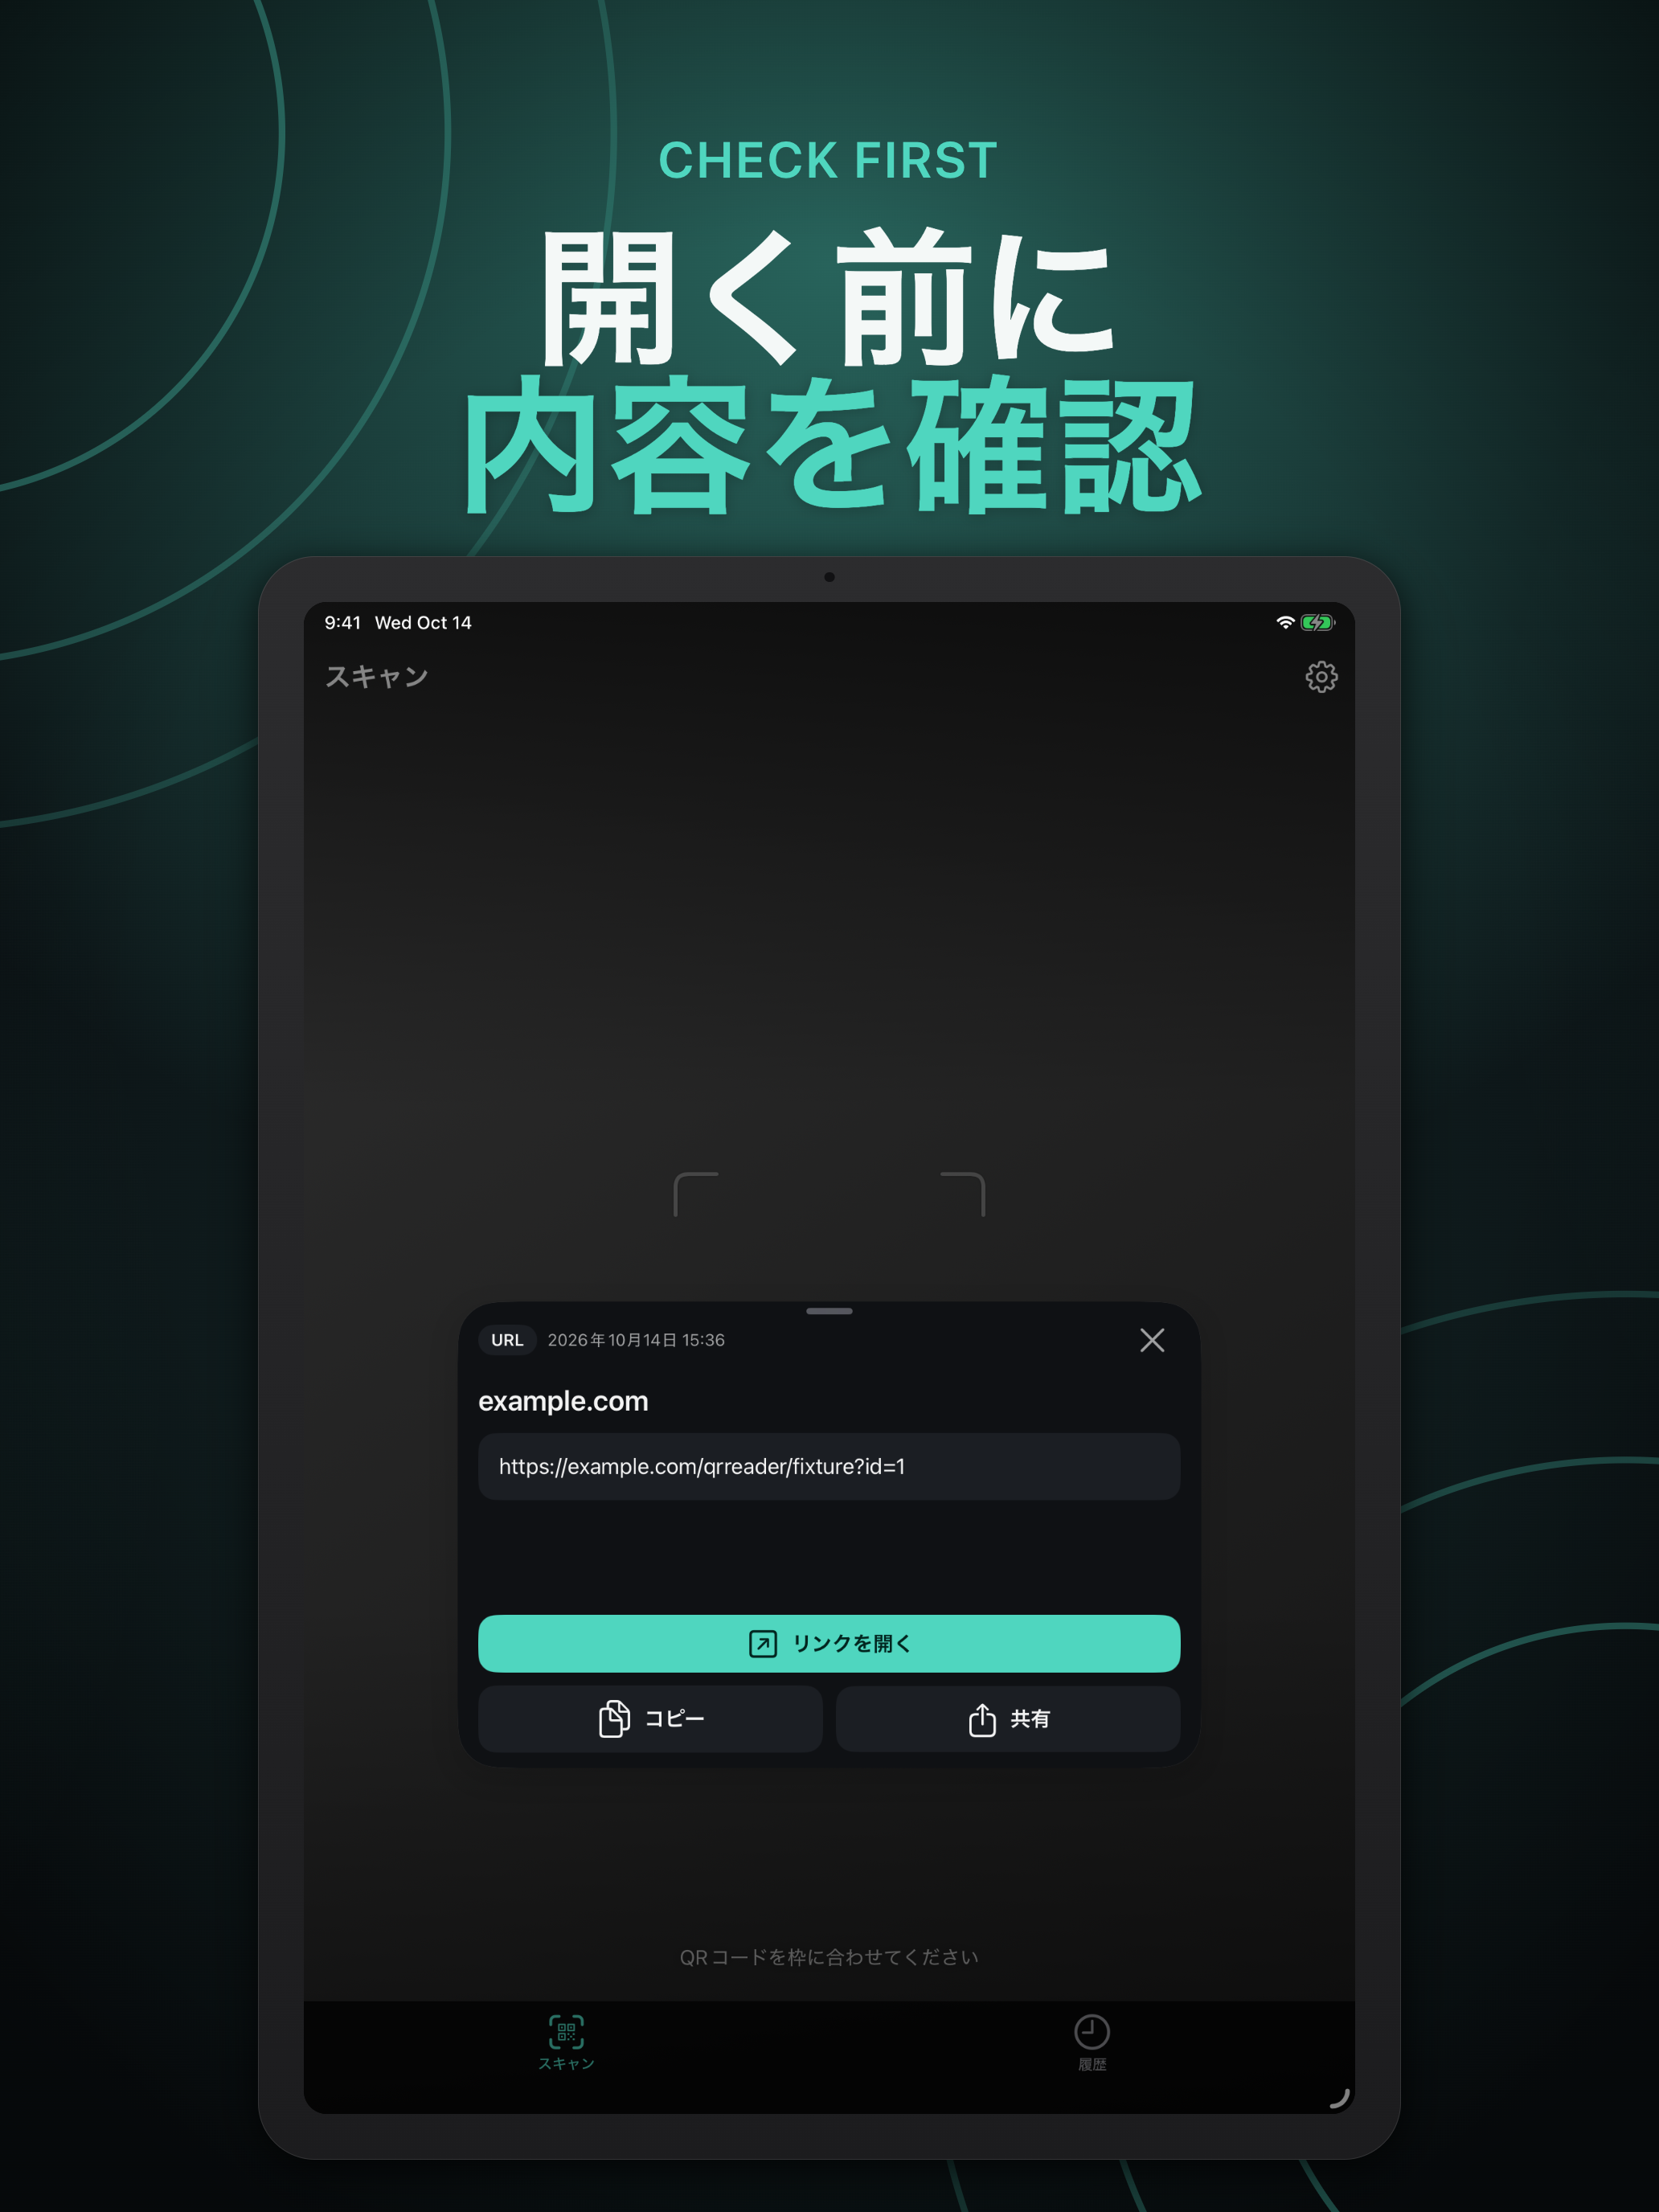 CHECK FIRST
開く前に
内容を確認
9:41 Wed Oct 14
スキャン
URL 2026年10月14日 15:36
example.com
https://example.com/qrreader/fixture?id=1
リンクを開く
コピー 共有
QRコードを枠に合わせてください
スキャン 履歴